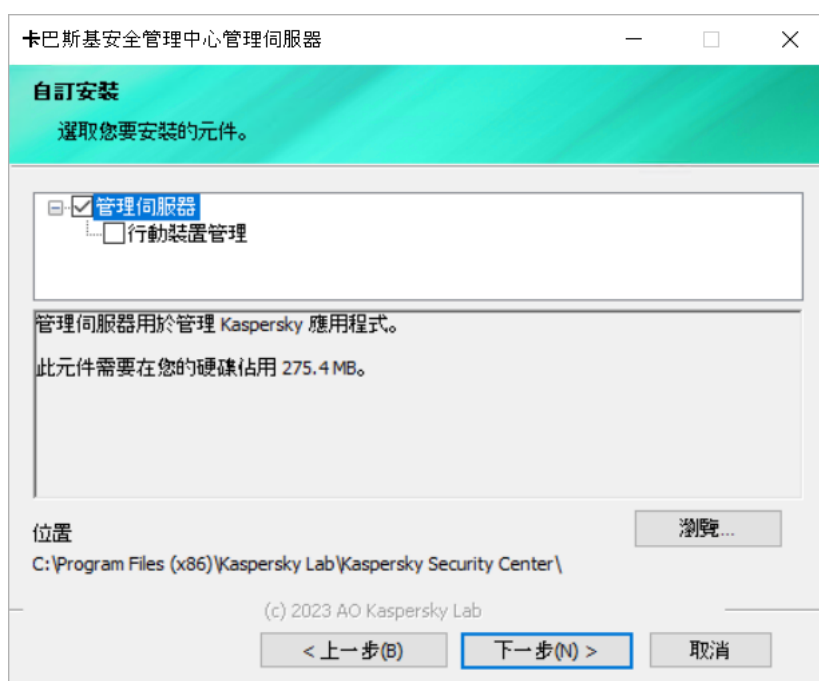 卡巴斯基安全管理中心管理伺服器
自訂安裝
選取您要安裝的元件。
管理伺服器
行動裝置管理
管理伺服器用於管理 Kaspersky 應用程式。
此元件需要在您的硬碟佔用 275.4 MB。
瀏覽...
位置
C:\Program Files (x86)\Kaspersky Lab\Kaspersky Security Center\
(c) 2023 AO Kaspersky Lab
< 上一步(B) 下一步(N) > 取消